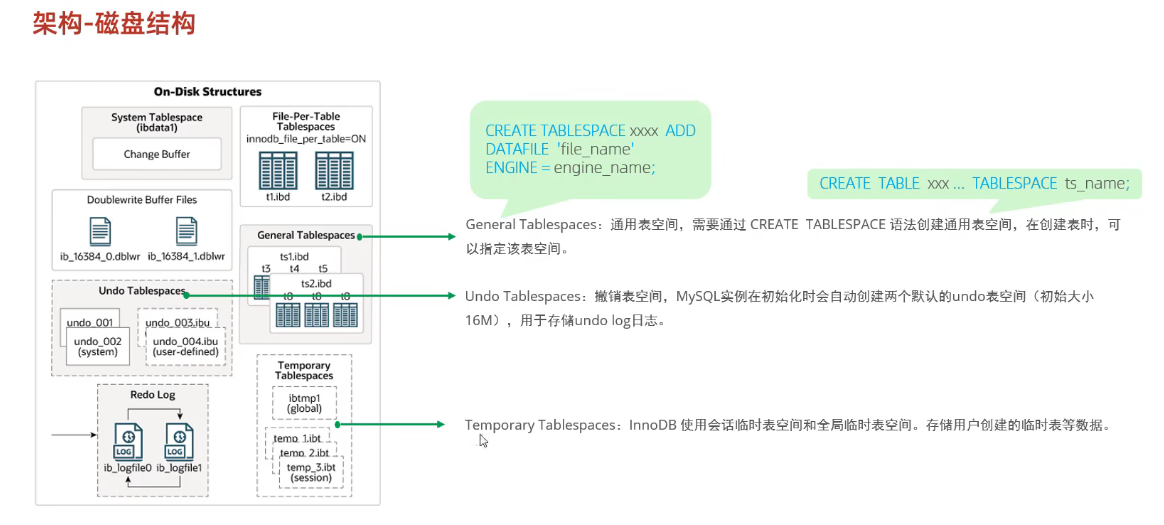 架构-磁盘结构
On-Disk Structures
System Tablespace
(ibdata1)
Change Buffer
File-Per-Table
Tablespaces
innodb_file_per_table=ON
t1.ibd
t2.ibd
Doublewrite Buffer Files
ib_16384_0.dblwr
ib_16384_1.dblwr
General Tablespaces
ts1.ibd
t3 t4 t5
ts2.ibd
t8 t8 t8
Undo Tablespaces
undo_001
undo_002
(system)
undo_003.ibu
undo_004.ibu
(user-defined)
Temporary
Tablespaces
ibtmp1
(global)
temp_1.ibt
temp_2.ibt
temp_3.ibt
(session)
Redo Log
LOG
LOG
ib_logfile0
ib_logfile1
CREATE TABLESPACE xxxx ADD
DATAFILE 'file_name'
ENGINE = engine_name;
CREATE TABLE xxx ... TABLESPACE ts_name;
General Tablespaces：通用表空间，需要通过 CREATE TABLESPACE 语法创建通用表空间，在创建表时，可
以指定该表空间。
Undo Tablespaces：撤销表空间，MySQL实例在初始化时会自动创建两个默认的undo表空间（初始大小
16M），用于存储undo log日志。
Temporary Tablespaces：InnoDB 使用会话临时表空间和全局临时表空间。存储用户创建的临时表等数据。